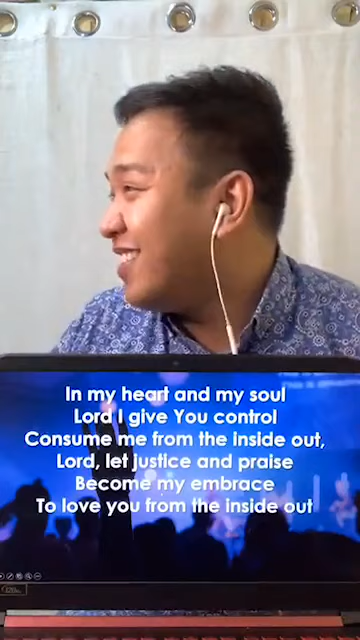 In my heart and my soul
Lord I give You control
Consume me from the inside out,
Lord, let justice and praise
Become my embrace
To love you from the inside out